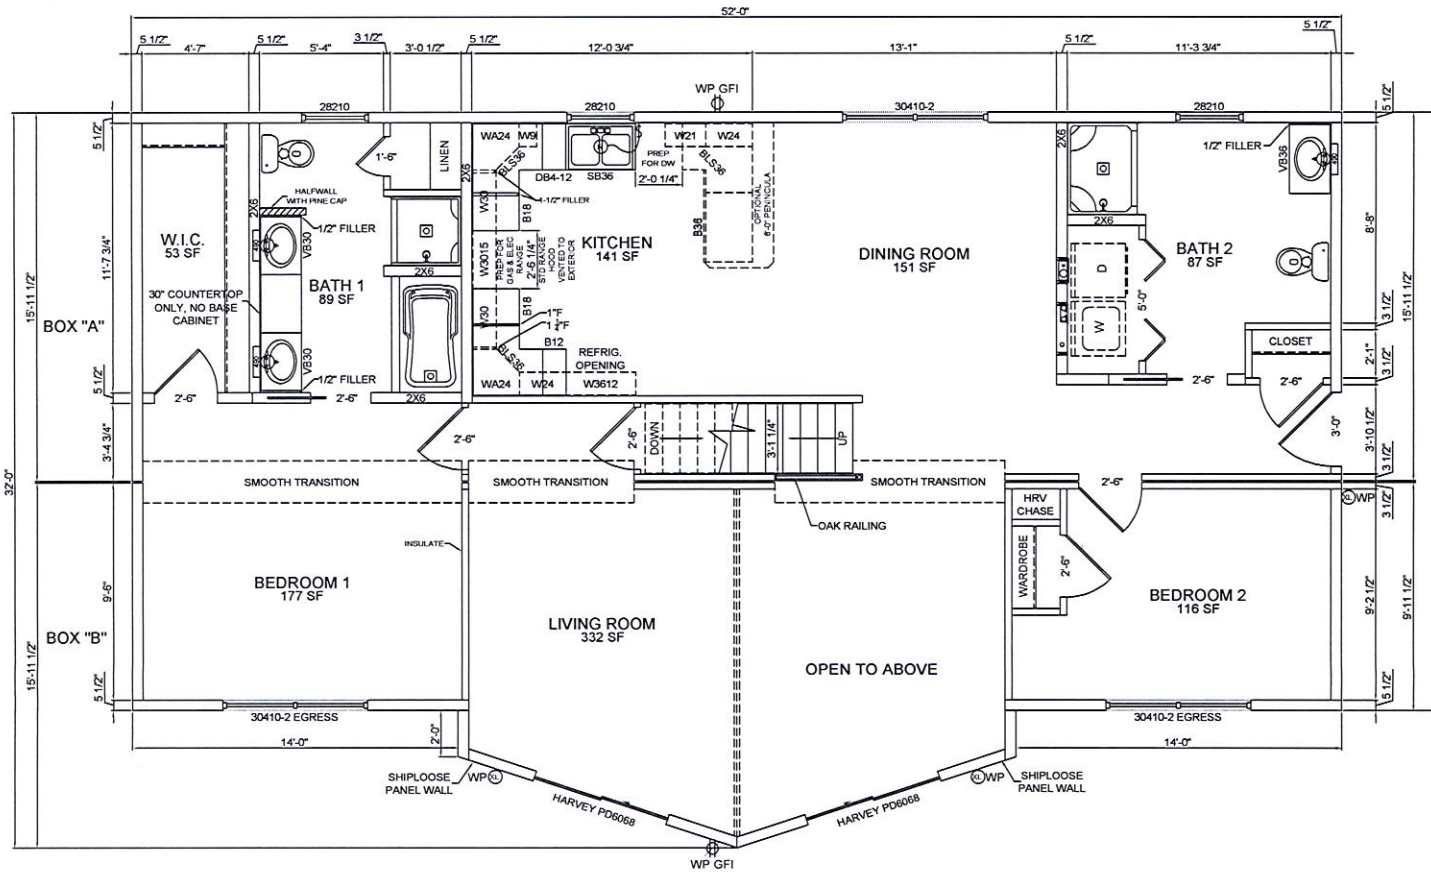 52'-0"
5 1/2"
4'-7"
5 1/2"
5'-4"
3 1/2"
3'-0 1/2"
5 1/2"
12'-0 3/4"
13'-1"
5 1/2"
11'-3 3/4"
5 1/2"
WP GFI
28210
28210
30410-2
28210
5 1/2"
5 1/2"
WA24
W9
W21
W24
2X6
1/2" FILLER
1'-6"
LINEN
2X6
BLS36
DB4-12
SB36
PREP
FOR DW
2'-0 1/4"
BLS36
VB36
HALFWALL
WITH PINE CAP
2X6
1/2" FILLER
W30
B18
4-1/2" FILLER
B36
OPTIONAL
6'-0" PENINCULA
2X6
8'-8"
W.I.C.
53 SF
VB30
KITCHEN
141 SF
DINING ROOM
151 SF
BATH 2
87 SF
11'-7 3/4"
15'-11 1/2"
2X6
W3015
PREP FOR
GAS & ELEC
RANGE
2'-6 1/4"
STD RANGE
HOOD
VENTED TO
EXTERIOR
D
5'-0"
W
BATH 1
89 SF
30" COUNTERTOP
ONLY, NO BASE
CABINET
BOX "A"
W30
B18
1"F
1 1/2"F
B12
BLS36
REFRIG.
OPENING
3 1/2"
15'-11 1/2"
CLOSET
2'-1"
VB30
1/2" FILLER
WA24
W24
W3612
5 1/2"
2'-6"
2'-6"
2X6
2'-6"
2'-6"
3 1/2"
3'-4 3/4"
2'-6"
2'-6"
DOWN
3'-1 1/4"
UP
3'-0"
3'-10 1/2"
32'-0"
SMOOTH TRANSITION
SMOOTH TRANSITION
SMOOTH TRANSITION
2'-6"
3 1/2"
HRV
CHASE
XL
WP
3 1/2"
OAK RAILING
INSULATE
WARDROBE
2'-6"
BEDROOM 1
177 SF
BEDROOM 2
116 SF
9'-6"
9'-2 1/2"
9'-11 1/2"
LIVING ROOM
332 SF
BOX "B"
15'-11 1/2"
OPEN TO ABOVE
5 1/2"
5 1/2"
30410-2 EGRESS
30410-2 EGRESS
14'-0"
2'-0"
14'-0"
SHIPLOOSE
PANEL WALL
WP
XL
XL
WP
SHIPLOOSE
PANEL WALL
HARVEY PD6068
HARVEY PD6068
WP GFI